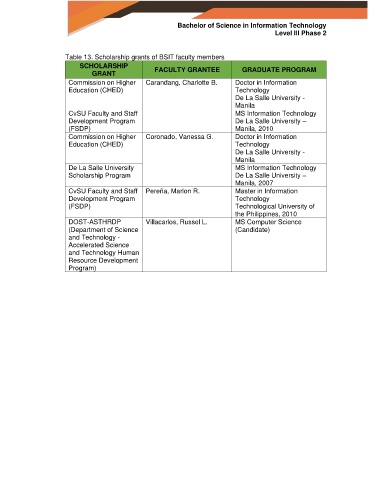 Bachelor of Science in Information Technology
Level III Phase 2
Table 13. Scholarship grants of BSIT faculty members
SCHOLARSHIP GRANT FACULTY GRANTEE GRADUATE PROGRAM
Commission on Higher Carandang, Charlotte B. Doctor in Information
Education (CHED) Technology
De La Salle University -
Manila
CvSU Faculty and Staff MS Information Technology
Development Program De La Salle University –
(FSDP) Manila, 2010
Commission on Higher Coronado, Vanessa G. Doctor in Information
Education (CHED) Technology
De La Salle University -
Manila
De La Salle University MS Information Technology
Scholarship Program De La Salle University –
Manila, 2007
CvSU Faculty and Staff Pereña, Marlon R. Master in Information
Development Program Technology
(FSDP) Technological University of
the Philippines, 2010
DOST-ASTHRDP Villacarlos, Russel L. MS Computer Science
(Department of Science (Candidate)
and Technology -
Accelerated Science
and Technology Human
Resource Development
Program)